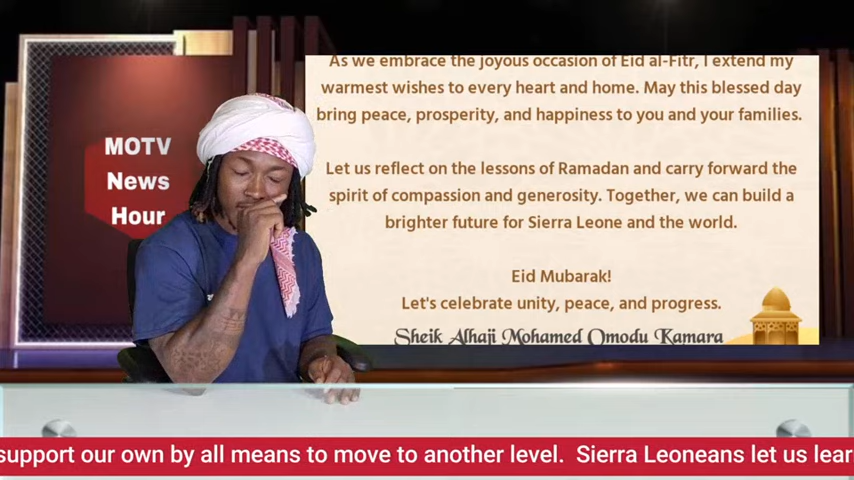 MOTV
News
Hour
As we embrace the joyous occasion of Eid al-Fitr, I extend my
warmest wishes to every heart and home. May this blessed day
bring peace, prosperity, and happiness to you and your families.
Let us reflect on the lessons of Ramadan and carry forward the
spirit of compassion and generosity. Together, we can build a
brighter future for Sierra Leone and the world.
Eid Mubarak!
Let's celebrate unity, peace, and progress.
Sheik Alhaji Mohamed Omodu Kamara
support our own by all means to move to another level. Sierra Leoneans let us lear